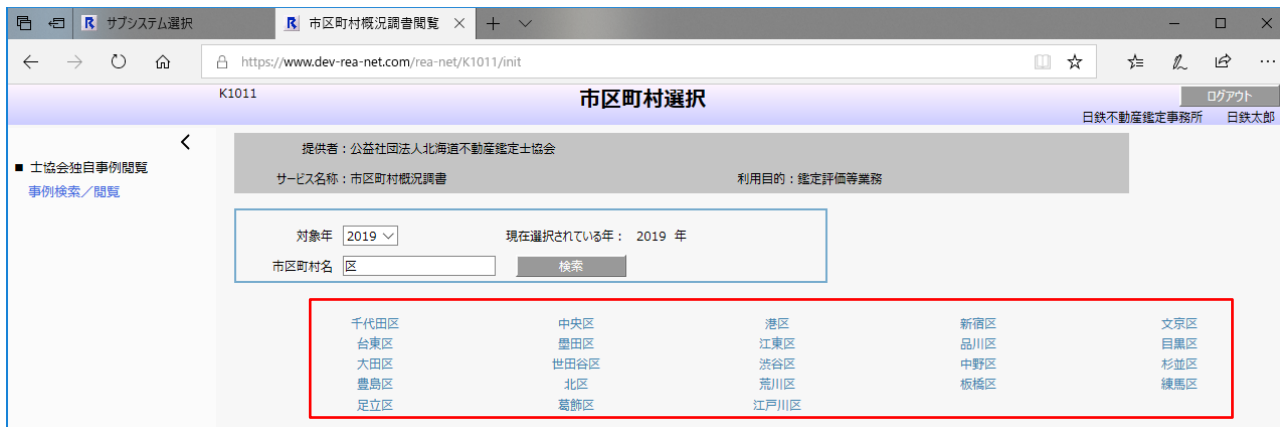 サブシステム選択
市区町村概況調書閲覧
https://www.dev-rea-net.com/rea-net/K1011/init
K1011
市区町村選択
ログアウト
日鉄不動産鑑定事務所 日鉄太郎
■ 士協会独自事例閲覧
事例検索／閲覧
提供者：公益社団法人北海道不動産鑑定士協会
サービス名称：市区町村概況調書 利用目的：鑑定評価等業務
対象年 2019 現在選択されている年： 2019 年
市区町村名 区 検索
千代田区 中央区 港区 新宿区 文京区
台東区 墨田区 江東区 品川区 目黒区
大田区 世田谷区 渋谷区 中野区 杉並区
豊島区 北区 荒川区 板橋区 練馬区
足立区 葛飾区 江戸川区